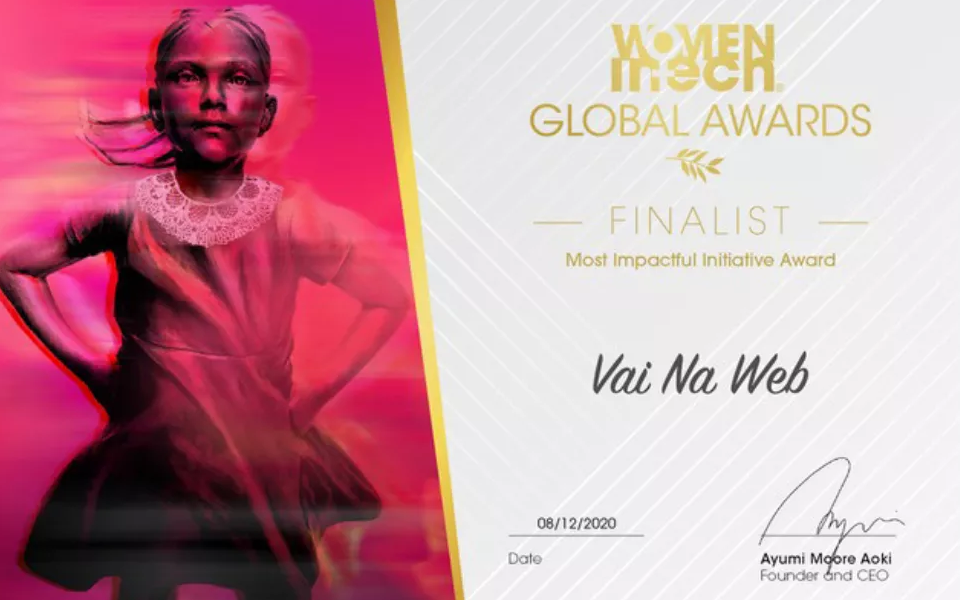 WOMEN
IN TECH
GLOBAL AWARDS
FINALIST
Most Impactful Initiative Award
Vai Na Web
08/12/2020
Date
Ayumi Moore Aoki
Founder and CEO